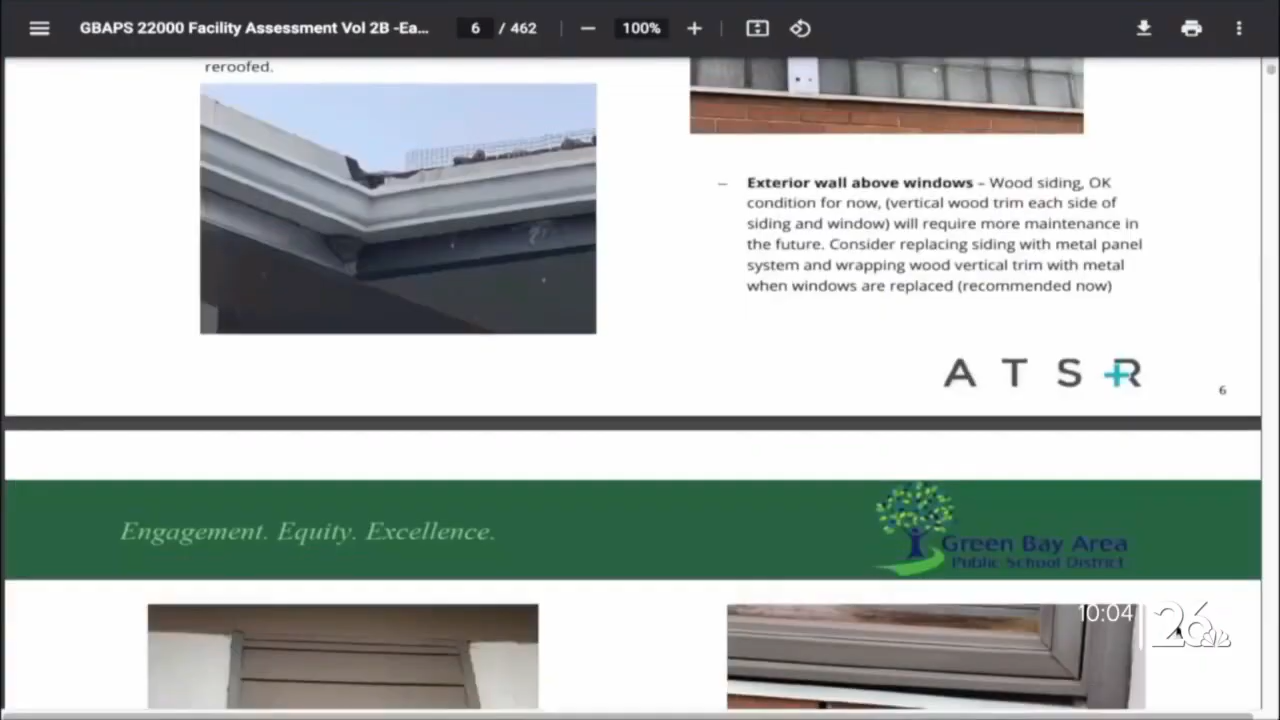 GBAPS 22000 Facility Assessment Vol 2B -Ea...
6 / 462
100%
reroofed.
– Exterior wall above windows – Wood siding, OK
condition for now, (vertical wood trim each side of
siding and window) will require more maintenance in
the future. Consider replacing siding with metal panel
system and wrapping wood vertical trim with metal
when windows are replaced (recommended now)
ATS+R
6
Engagement. Equity. Excellence.
Green Bay Area
Public School District
10:04
26